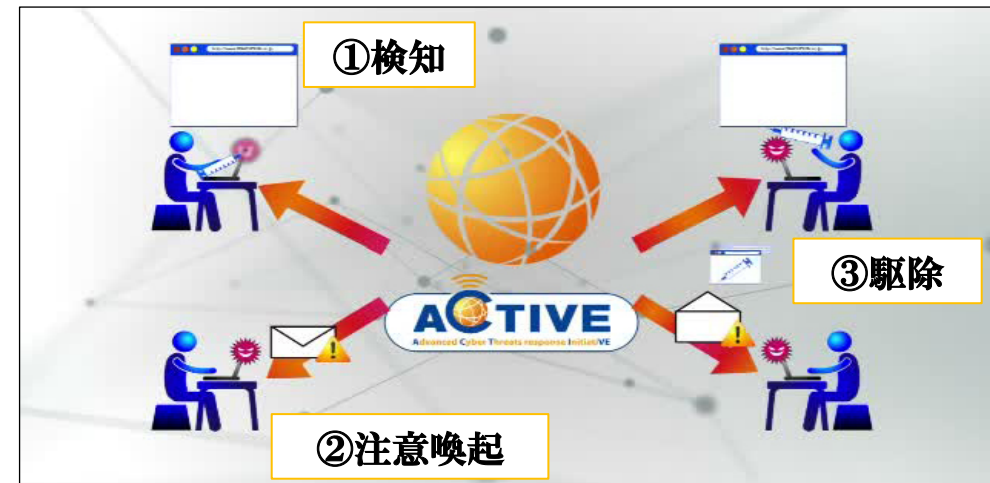 ①検知
③駆除
ACTIVE
Advanced Cyber Threats response InitiatiVE
②注意喚起